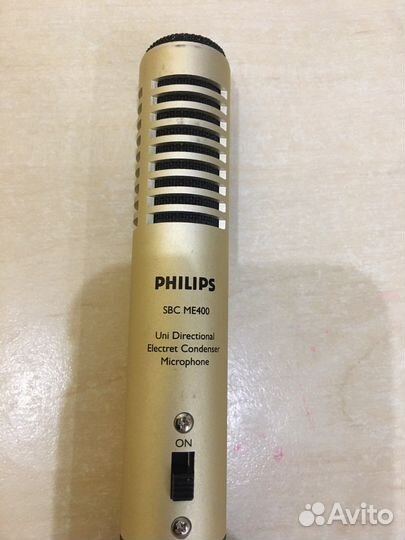 PHILIPS
SBC ME400
Uni Directional
Electret Condenser
Microphone
ON
Avito